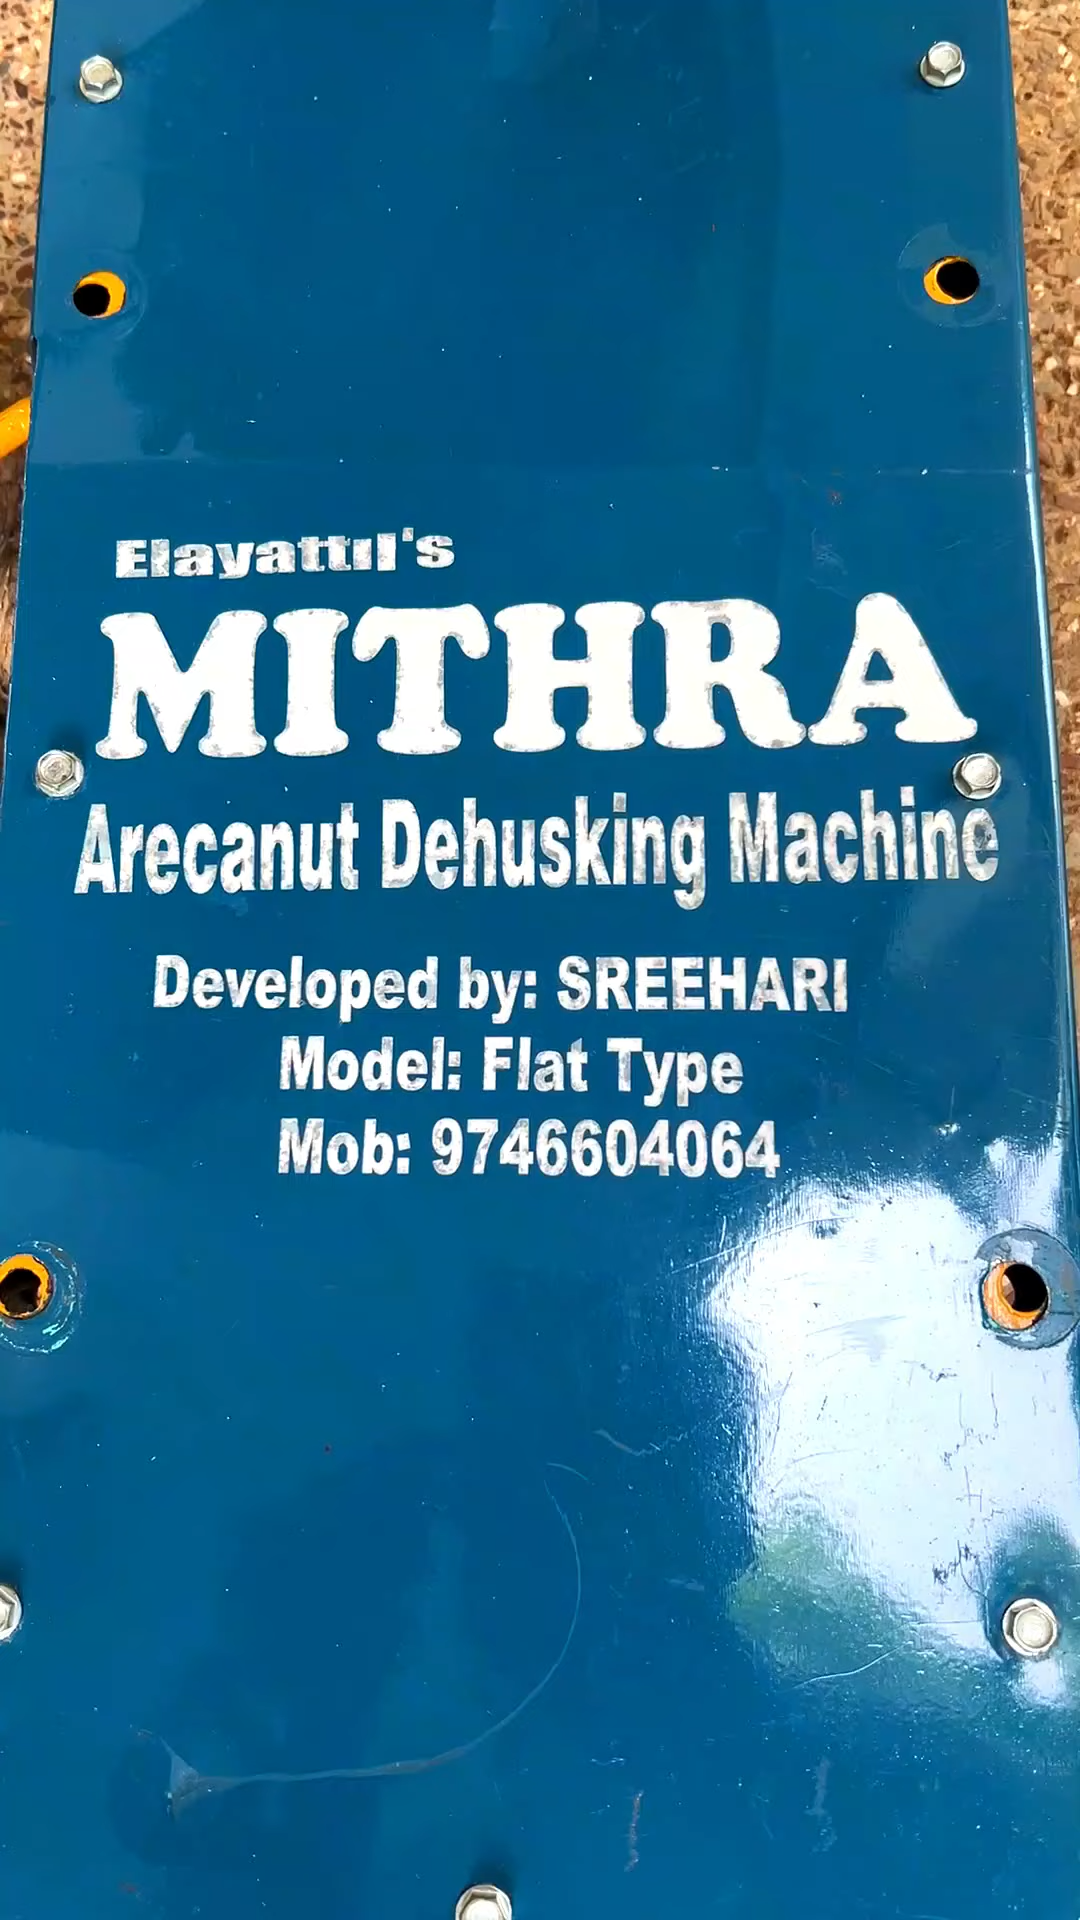 Elayattil's
MITHRA
Arecanut Dehusking Machine
Developed by: SREEHARI
Model: Flat Type
Mob: 9746604064